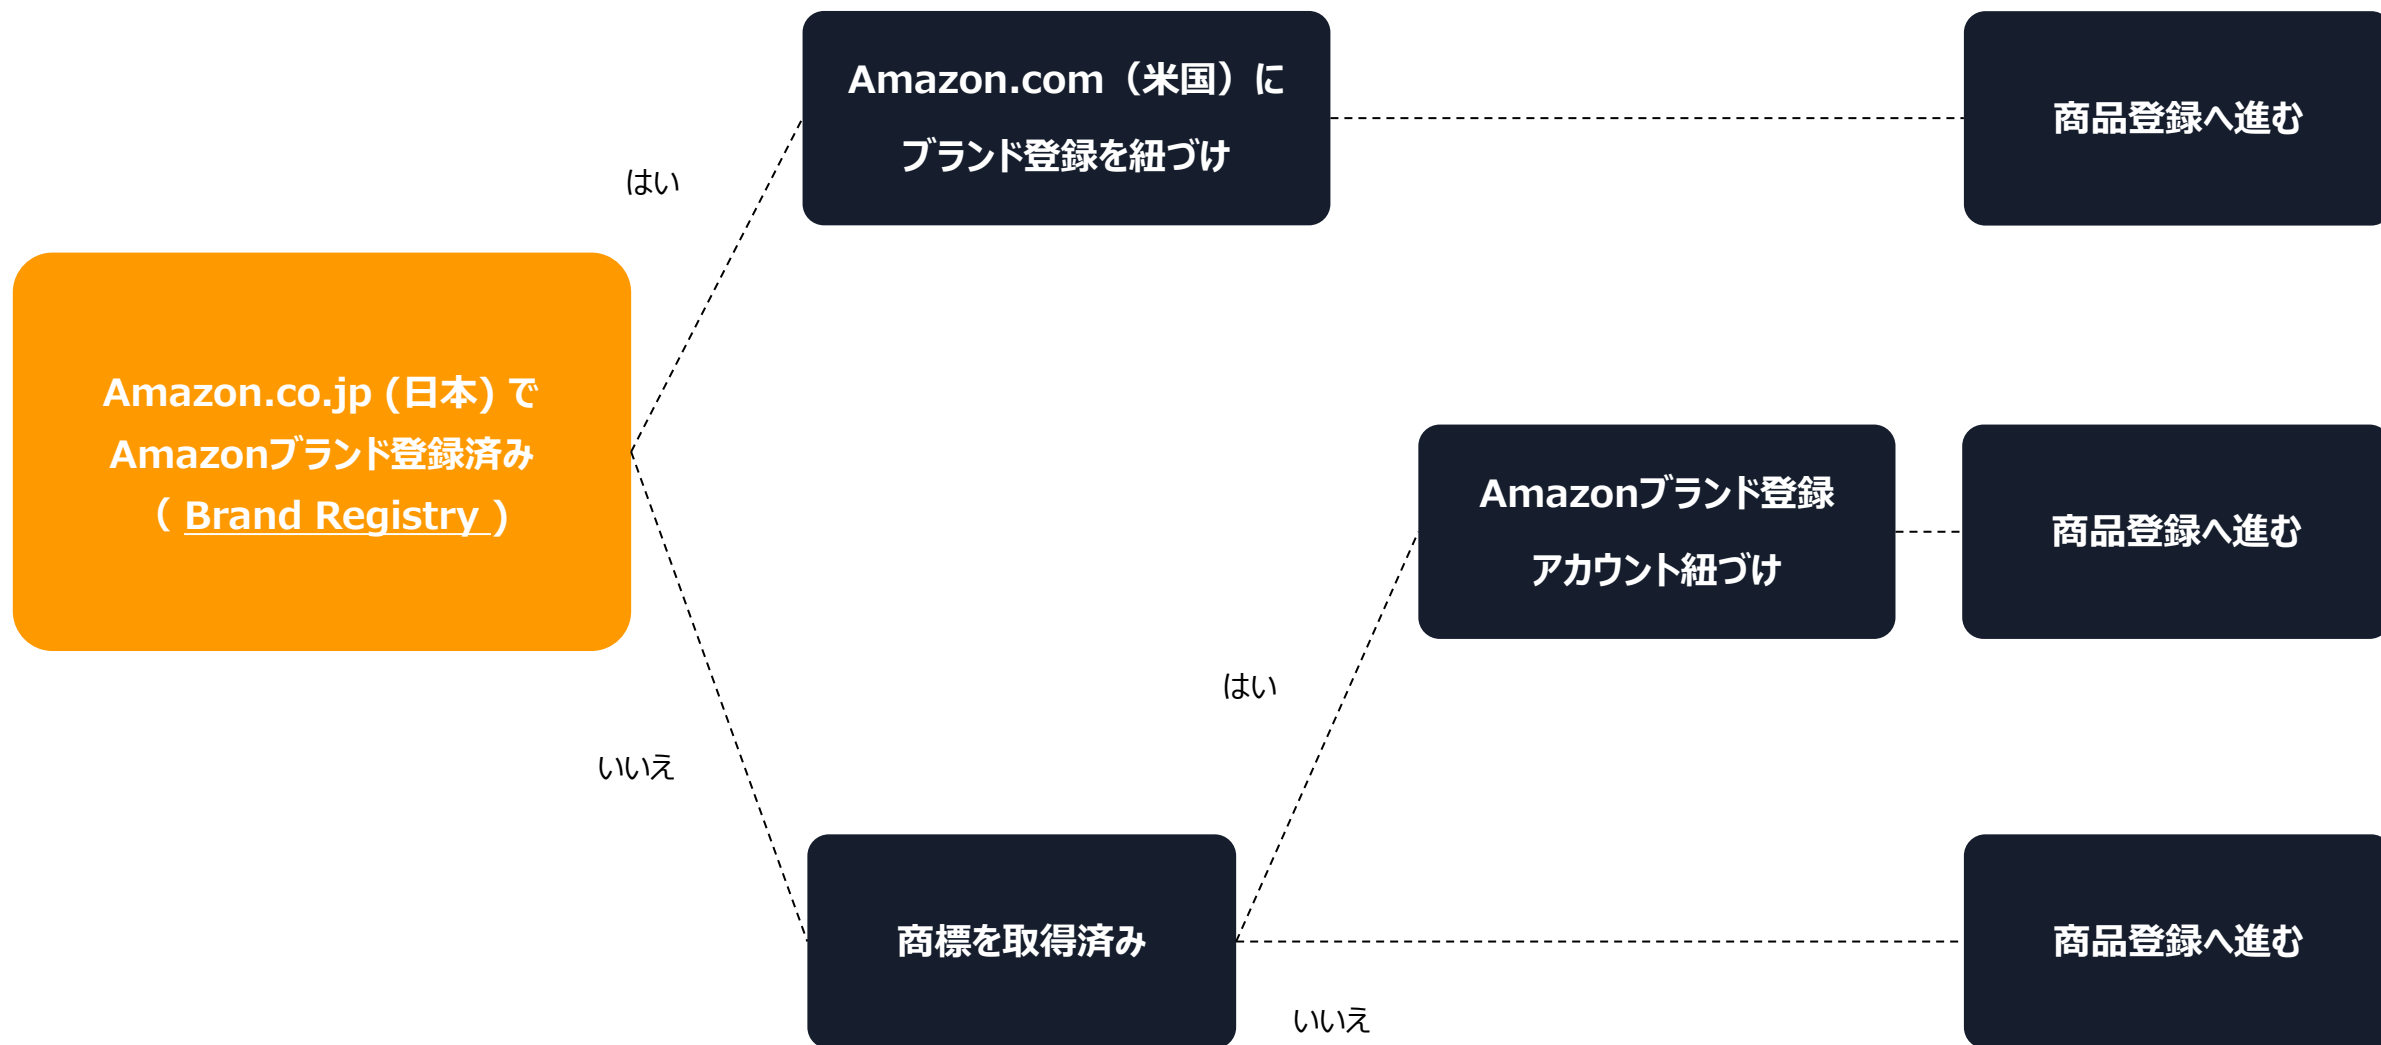 Amazon.com（米国）に
ブランド登録を紐づけ
商品登録へ進む
はい
Amazon.co.jp (日本) で
Amazonブランド登録済み
（ Brand Registry ）
Amazonブランド登録
アカウント紐づけ
商品登録へ進む
はい
いいえ
商標を取得済み
商品登録へ進む
いいえ